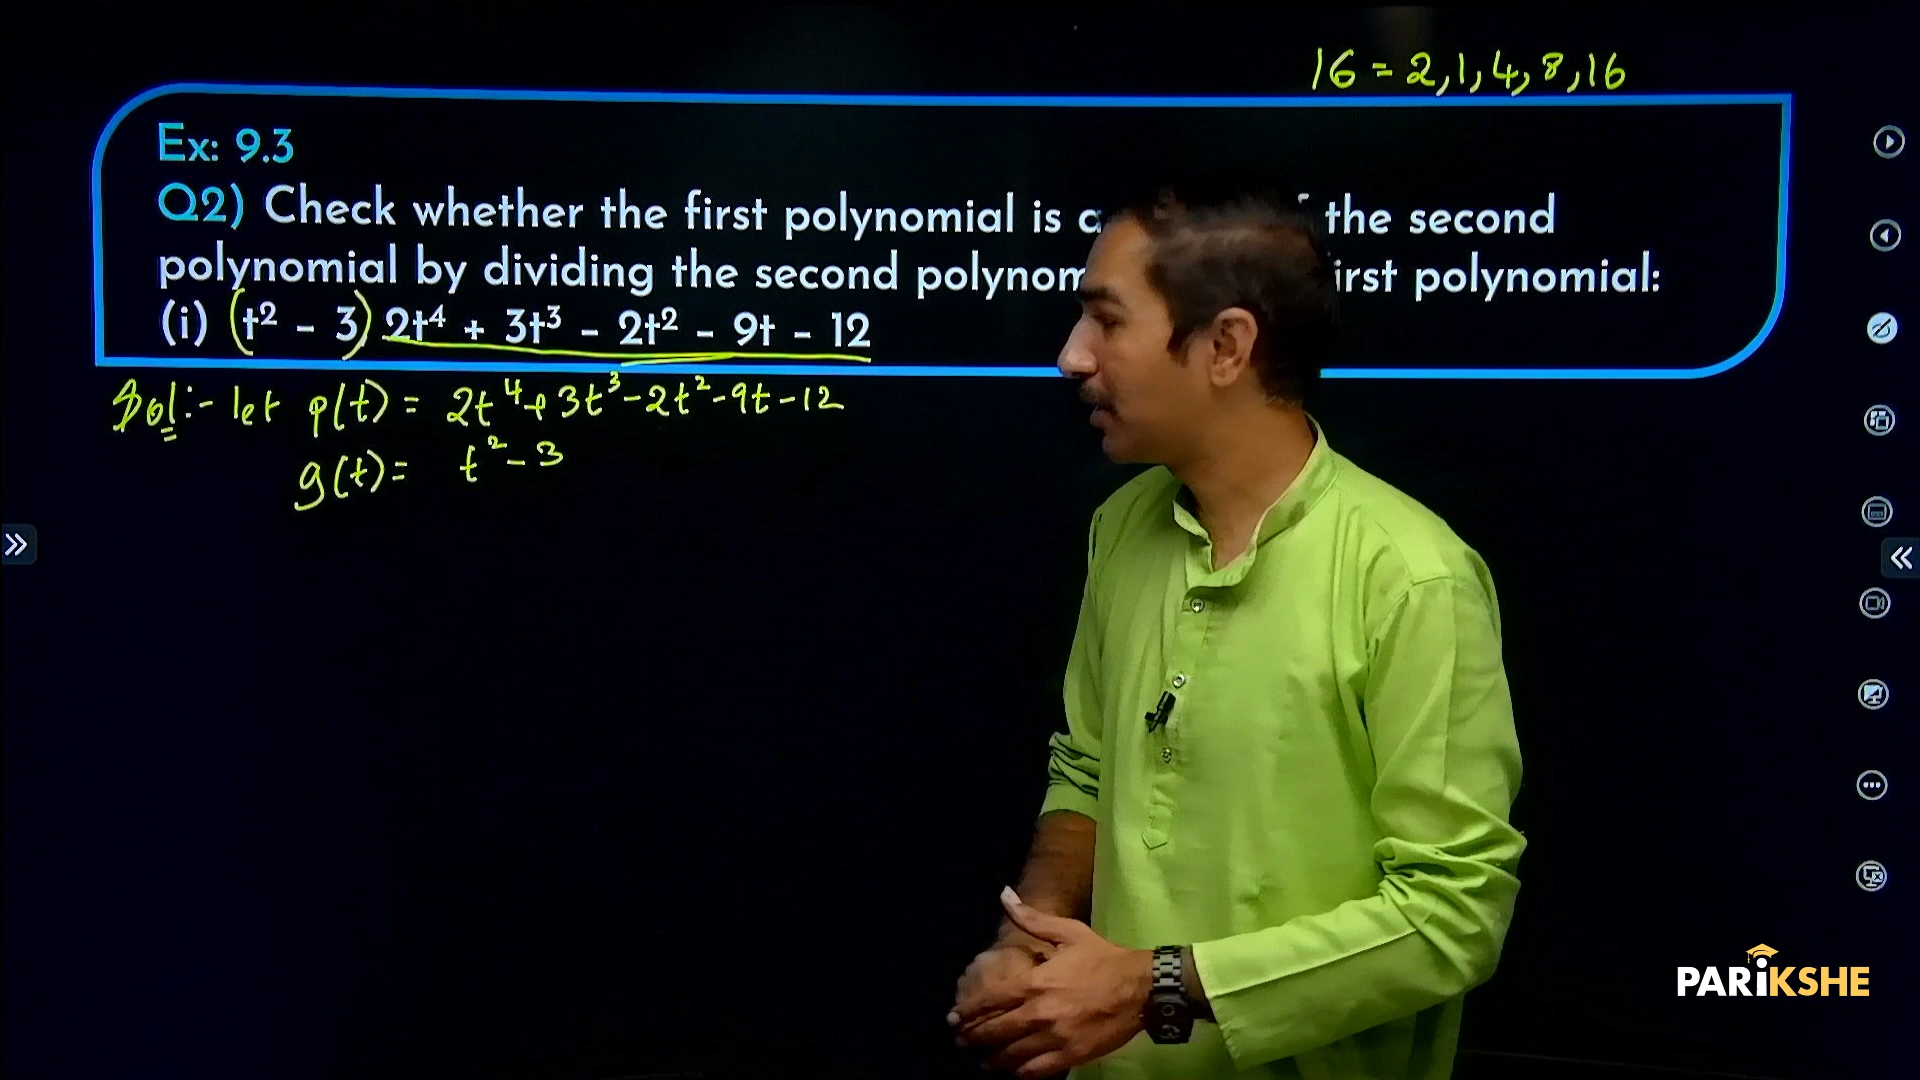 16 = 2,1,4,8,16
Ex: 9.3
Q2) Check whether the first polynomial is a the second
polynomial by dividing the second irst polynomial:
(i) (t² - 3) 2t⁴ + 3t³ - 2t² - 9t - 12
Sol:- let p(t) = 2t⁴+3t³-2t²-9t-12
g(t)= t²-3
PARiKSHE